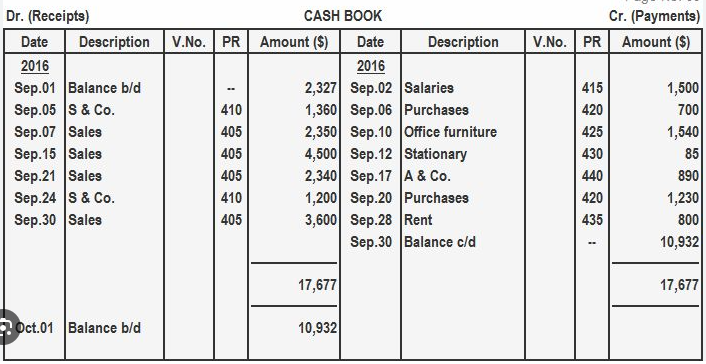 Dr. (Receipts) CASH BOOK Cr. (Payments)
Date Description V.No. PR Amount ($) Date Description V.No. PR Amount ($)
2016 2016
Sep.01 Balance b/d -- 2,327 Sep.02 Salaries 415 1,500
Sep.05 S & Co. 410 1,360 Sep.06 Purchases 420 700
Sep.07 Sales 405 2,350 Sep.10 Office furniture 425 1,540
Sep.15 Sales 405 4,500 Sep.12 Stationary 430 85
Sep.21 Sales 405 2,340 Sep.17 A & Co. 440 890
Sep.24 S & Co. 410 1,200 Sep.20 Purchases 420 1,230
Sep.30 Sales 405 3,600 Sep.28 Rent 435 800
Sep.30 Balance c/d -- 10,932
17,677 17,677
Oct.01 Balance b/d 10,932